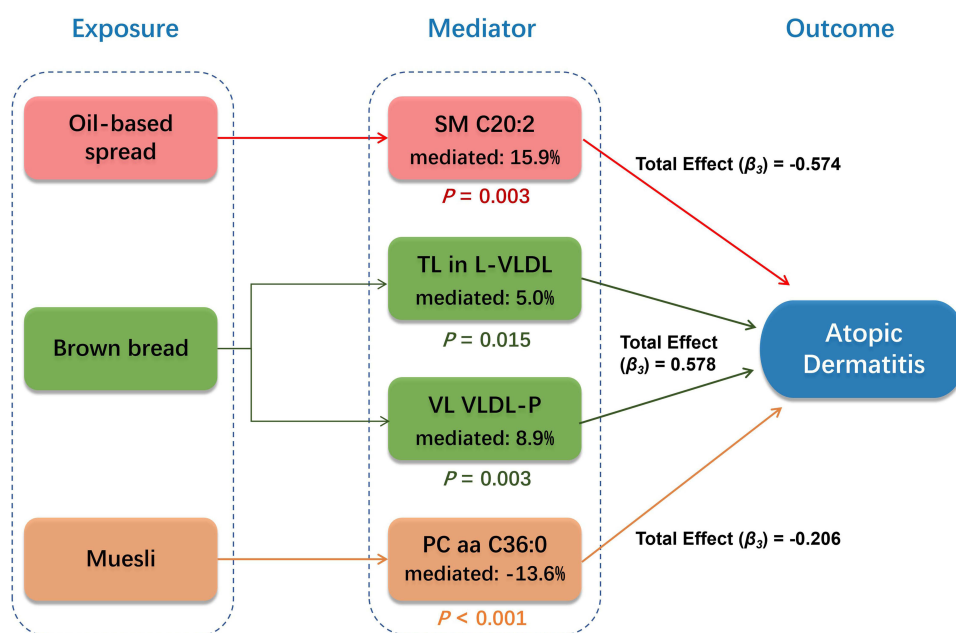 Exposure
Mediator
Outcome
Oil-based
spread
SM C20:2
mediated: 15.9%
P = 0.003
Total Effect (β3) = -0.574
Brown bread
TL in L-VLDL
mediated: 5.0%
P = 0.015
VL VLDL-P
mediated: 8.9%
P = 0.003
Total Effect
(β3) = 0.578
Atopic
Dermatitis
Muesli
PC aa C36:0
mediated: -13.6%
P < 0.001
Total Effect (β3) = -0.206